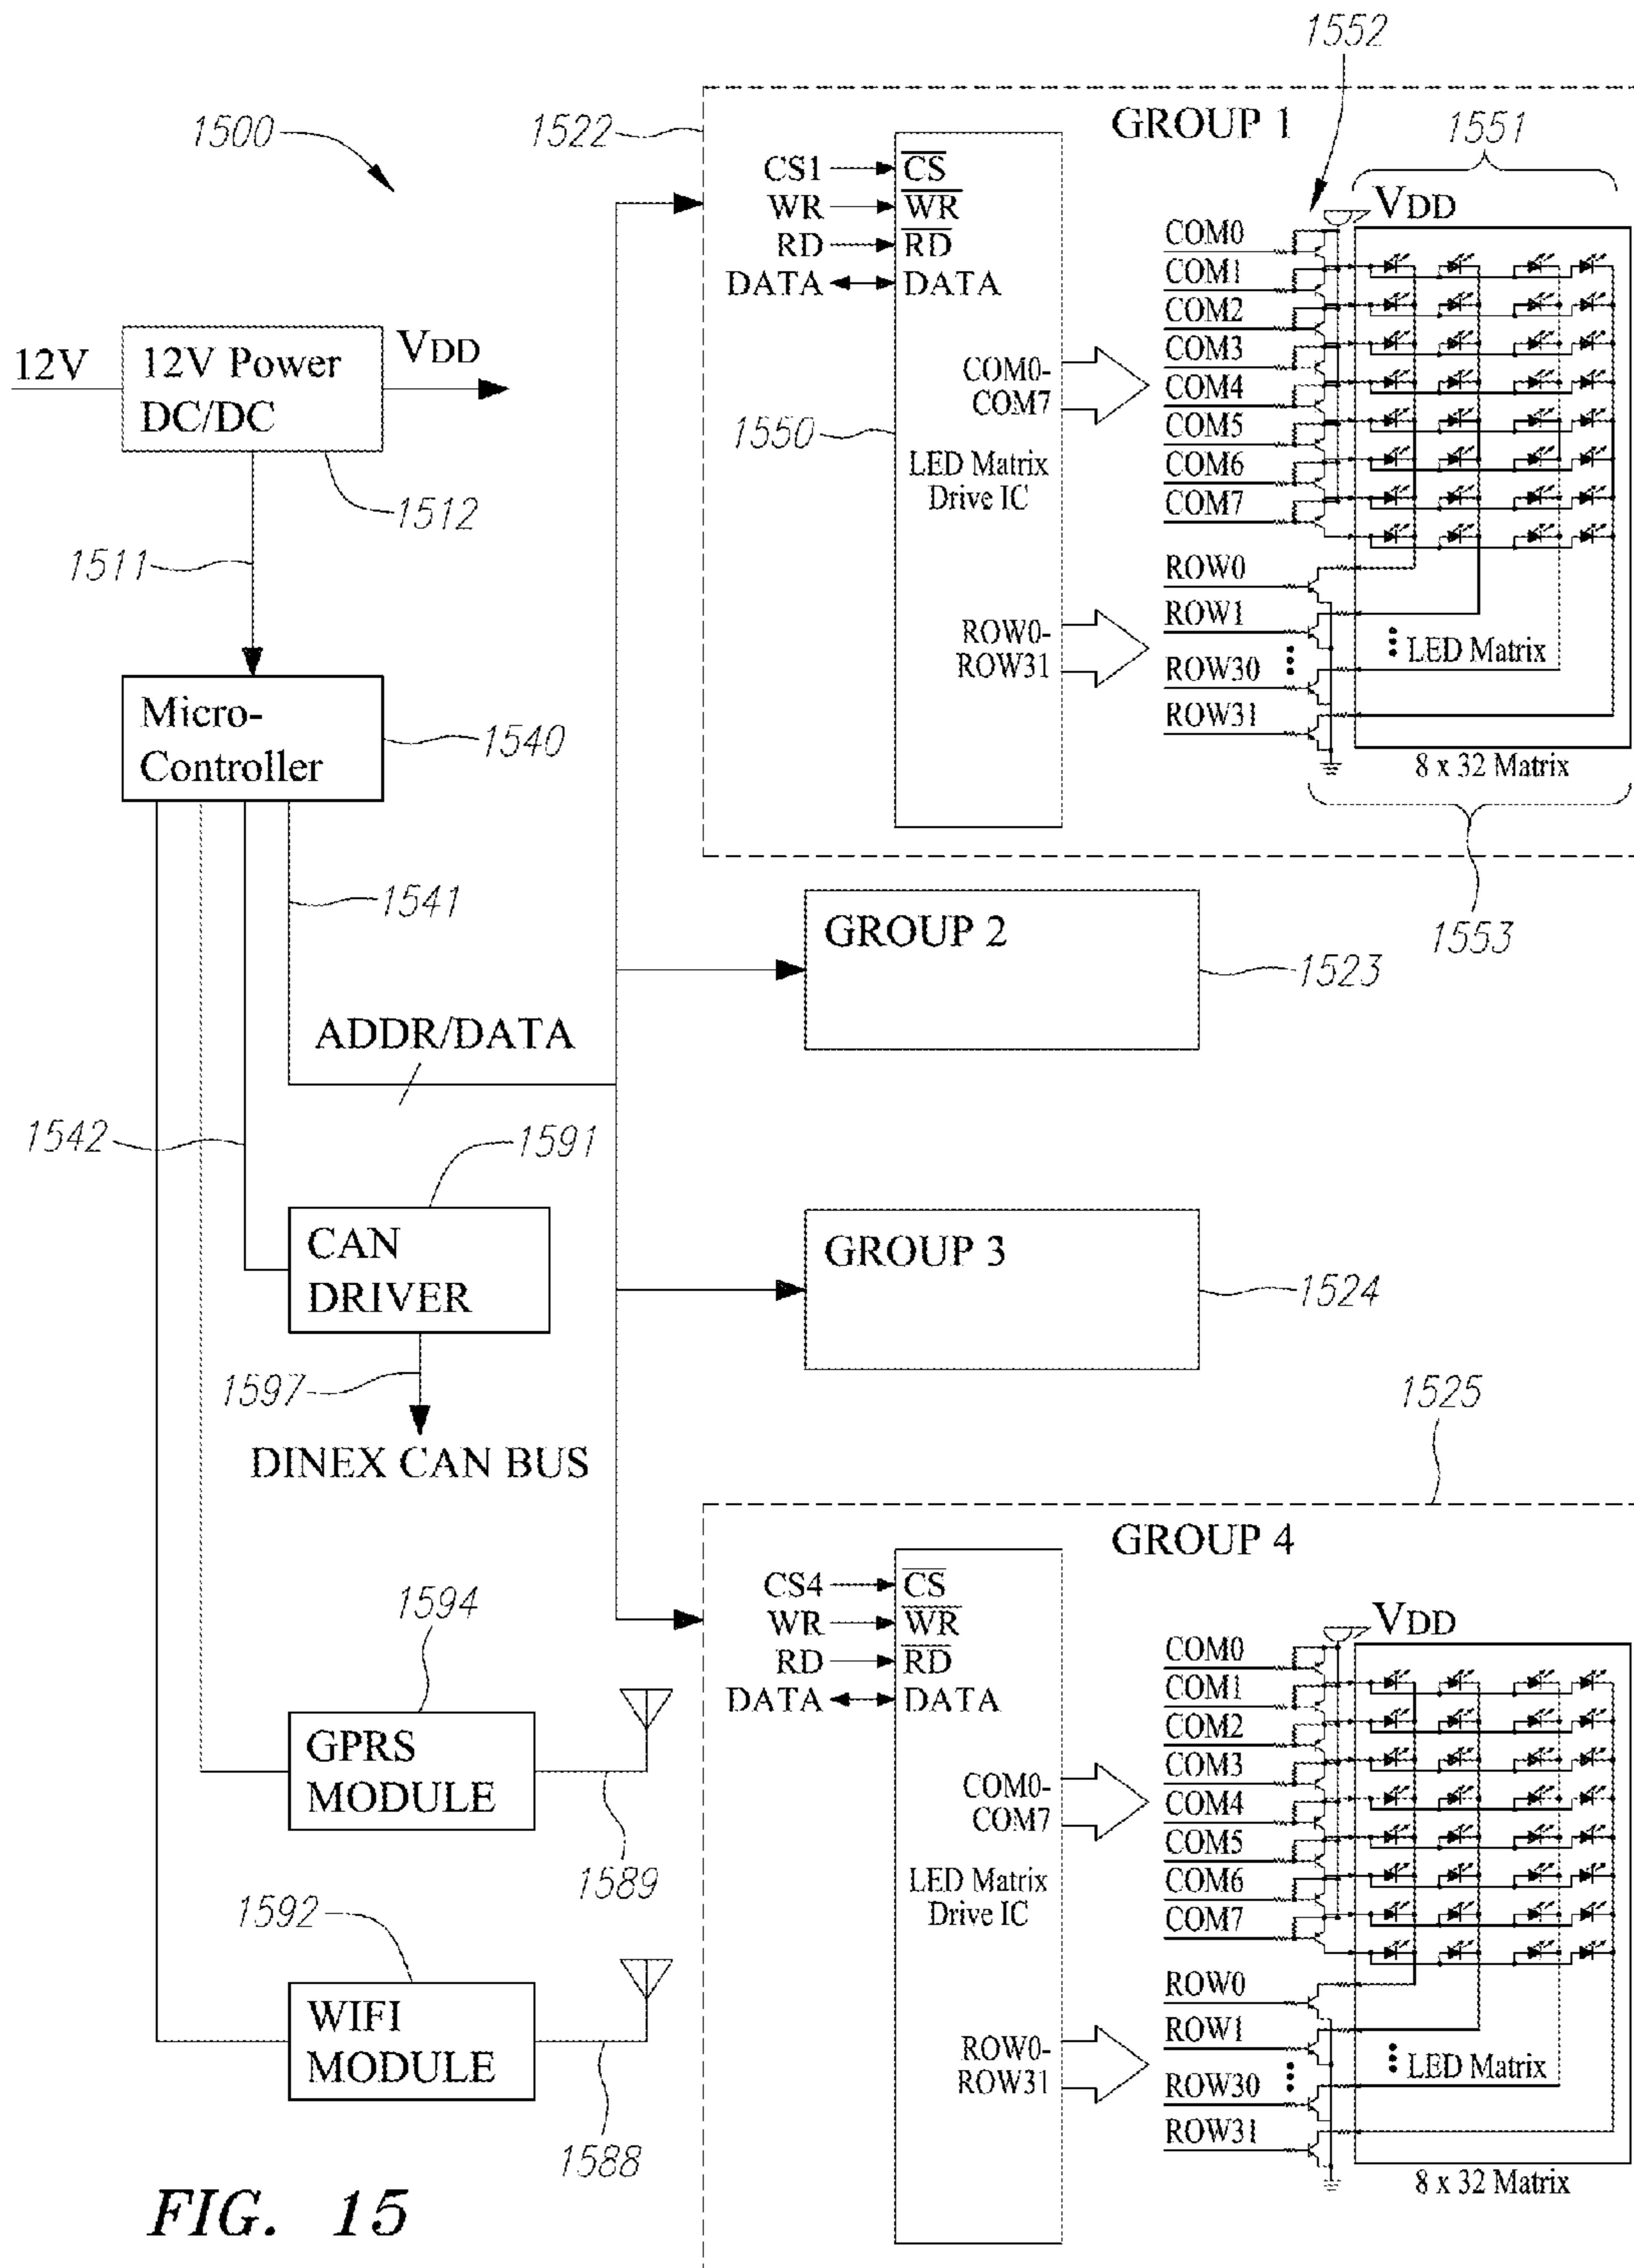 1552
1500
1522
GROUP 1
1551
CS1
CS
WR
WR
RD
RD
DATA
DATA
VDD
COM0
COM1
COM2
COM3
COM4
COM5
COM6
COM7
COM0-
COM7
1550
LED Matrix
Drive IC
12V
12V Power
DC/DC
VDD
1512
1511
ROW0
ROW1
ROW30
ROW31
ROW0-
ROW31
LED Matrix
8 x 32 Matrix
Micro-
Controller
1540
1541
1553
GROUP 2
1523
ADDR/DATA
1542
1591
CAN
DRIVER
GROUP 3
1524
1597
DINEX CAN BUS
1525
GROUP 4
CS4
CS
WR
WR
RD
RD
DATA
DATA
VDD
COM0
COM1
COM2
COM3
COM4
COM5
COM6
COM7
COM0-
COM7
LED Matrix
Drive IC
1594
GPRS
MODULE
1589
1592
WIFI
MODULE
1588
ROW0
ROW1
ROW30
ROW31
ROW0-
ROW31
LED Matrix
8 x 32 Matrix
FIG. 15